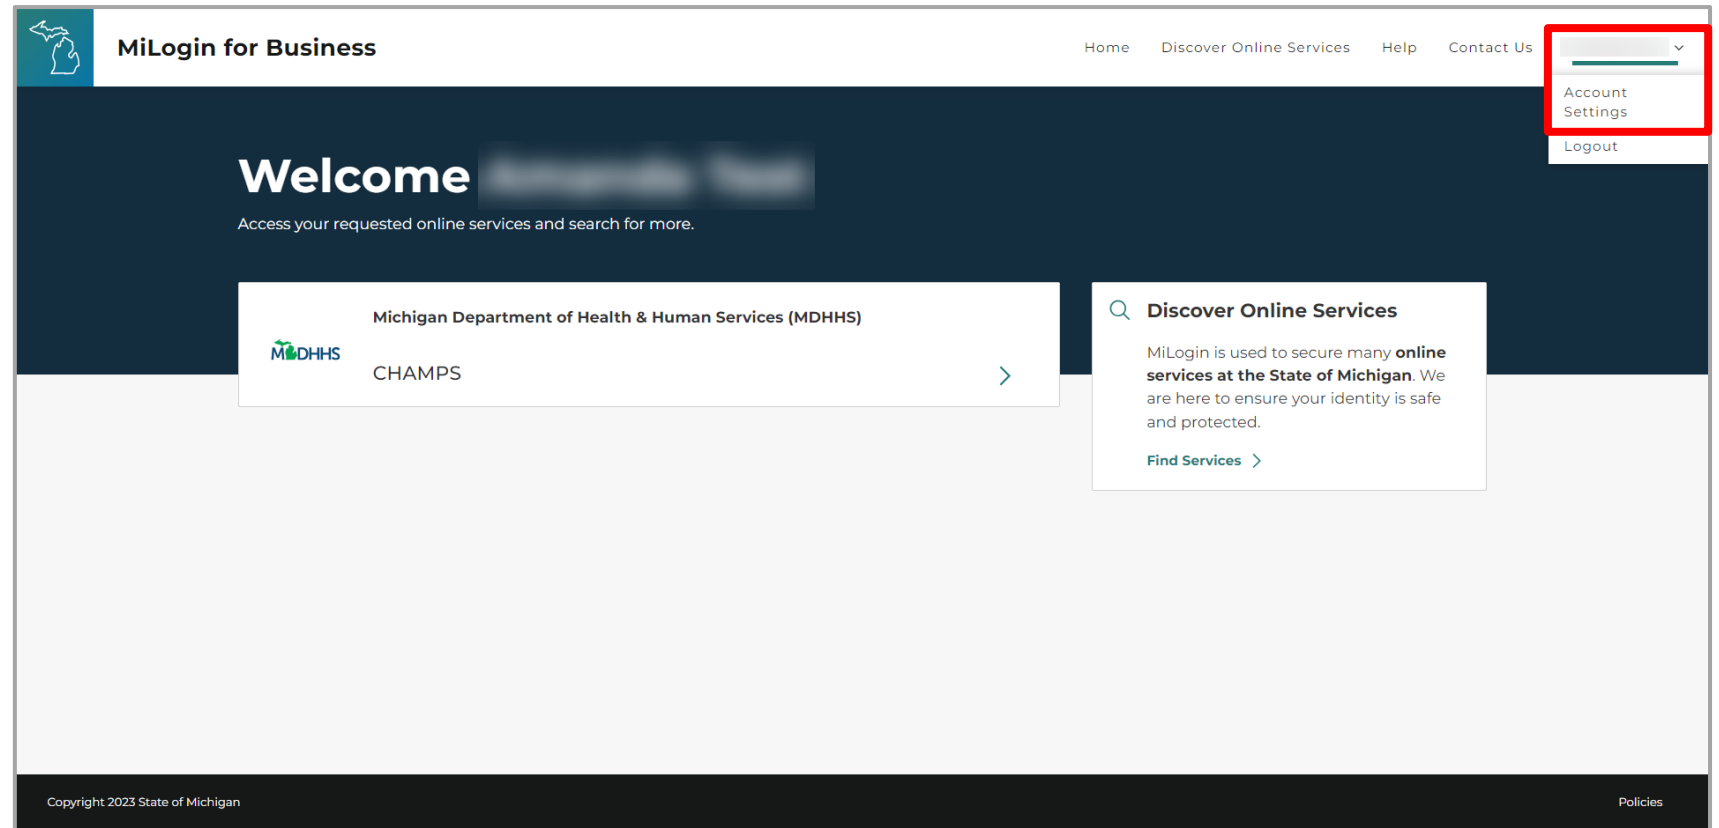 MiLogin for Business
Home Discover Online Services Help Contact Us
Account
Settings
Logout
Welcome
Access your requested online services and search for more.
Michigan Department of Health & Human Services (MDHHS)
MDHHS
CHAMPS
Discover Online Services
MiLogin is used to secure many online
services at the State of Michigan. We
are here to ensure your identity is safe
and protected.
Find Services
Copyright 2023 State of Michigan
Policies